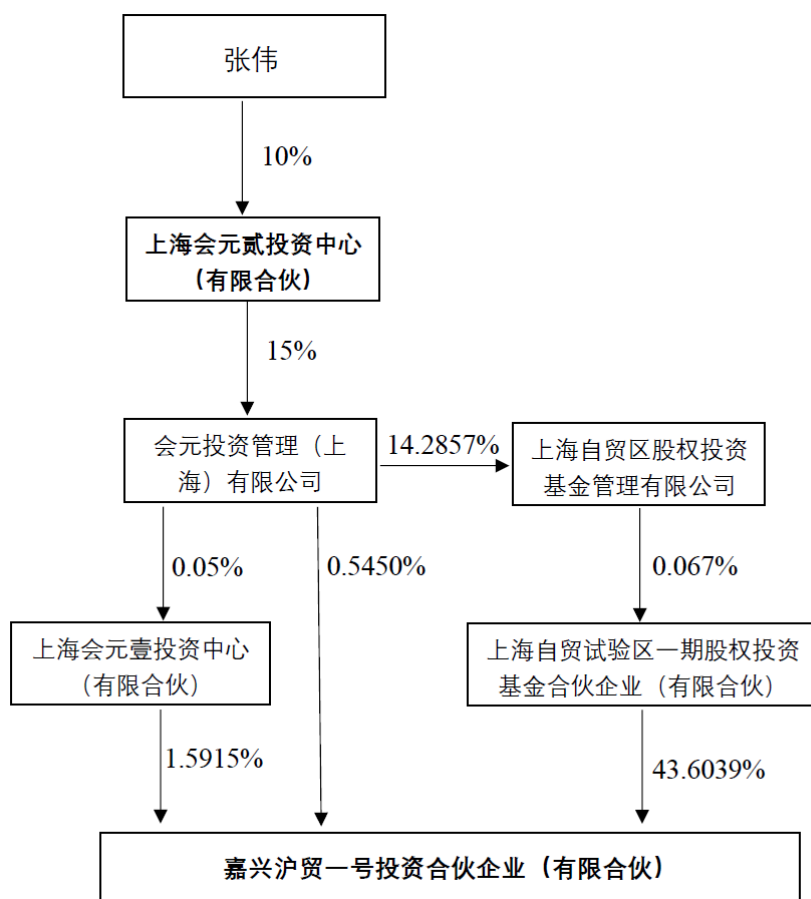 张伟
10%
上海会元贰投资中心
(有限合伙)
15%
会元投资管理（上
海）有限公司
14.2857%
上海自贸区股权投资
基金管理有限公司
0.05%
0.5450%
0.067%
上海会元壹投资中心
(有限合伙）
上海自贸试验区一期股权投资
基金合伙企业（有限合伙）
1.5915%
43.6039%
嘉兴沪贸一号投资合伙企业（有限合伙）